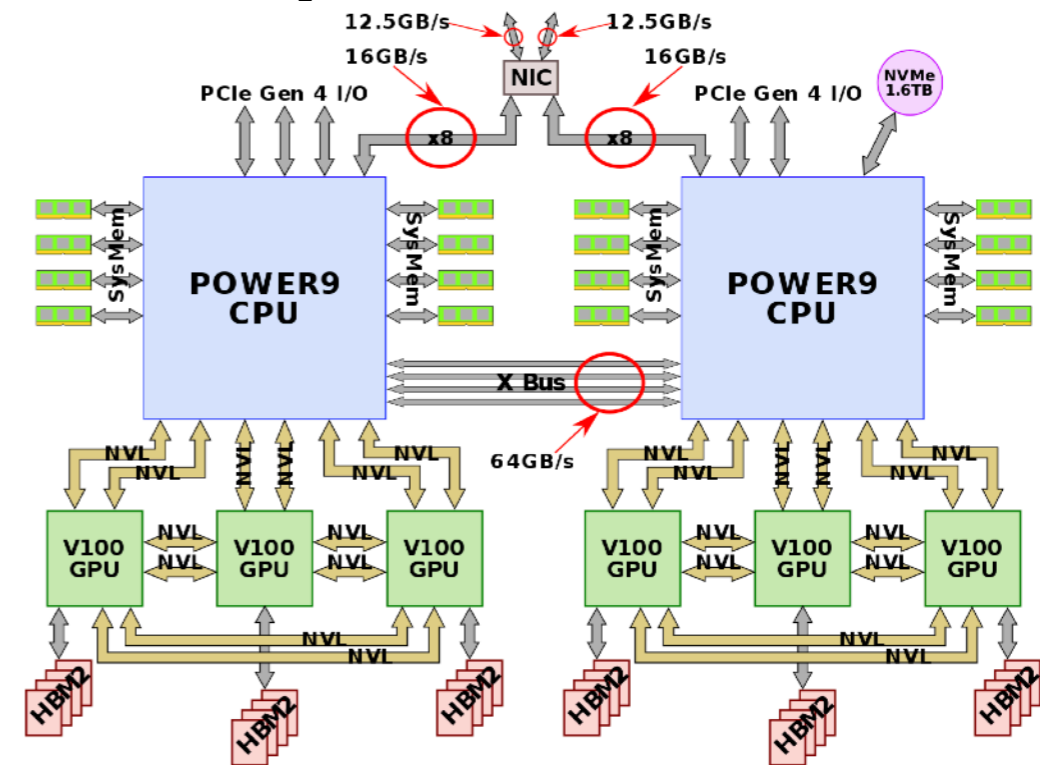 12.5GB/s
12.5GB/s
16GB/s
16GB/s
NIC
NVMe
1.6TB
PCIe Gen 4 I/O
PCIe Gen 4 I/O
x8
x8
SysMem
SysMem
SysMem
SysMem
POWER9
CPU
POWER9
CPU
X Bus
64GB/s
NVL
NVL
NVL
NVL
NVL
NVL
NVL
NVL
NVL
NVL
NVL
NVL
V100
GPU
NVL
NVL
V100
GPU
NVL
NVL
V100
GPU
V100
GPU
NVL
NVL
V100
GPU
NVL
NVL
V100
GPU
NVL
NVL
NVL
NVL
HBM2
HBM2
HBM2
HBM2
HBM2
HBM2